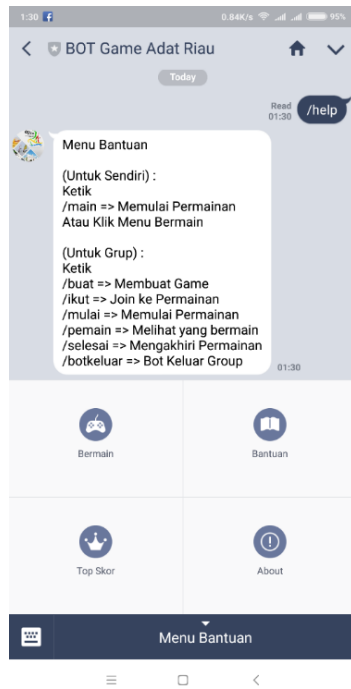 1:30
0.84K/s
95%
BOT Game Adat Riau
Today
Read
01:30
/help
Menu Bantuan
(Untuk Sendiri) :
Ketik
/main => Memulai Permainan
Atau Klik Menu Bermain
(Untuk Grup) :
Ketik
/buat => Membuat Game
/ikut => Join ke Permainan
/mulai => Memulai Permainan
/pemain => Melihat yang bermain
/selesai => Mengakhiri Permainan
/botkeluar => Bot Keluar Group
01:30
Bermain
Bantuan
Top Skor
About
Menu Bantuan